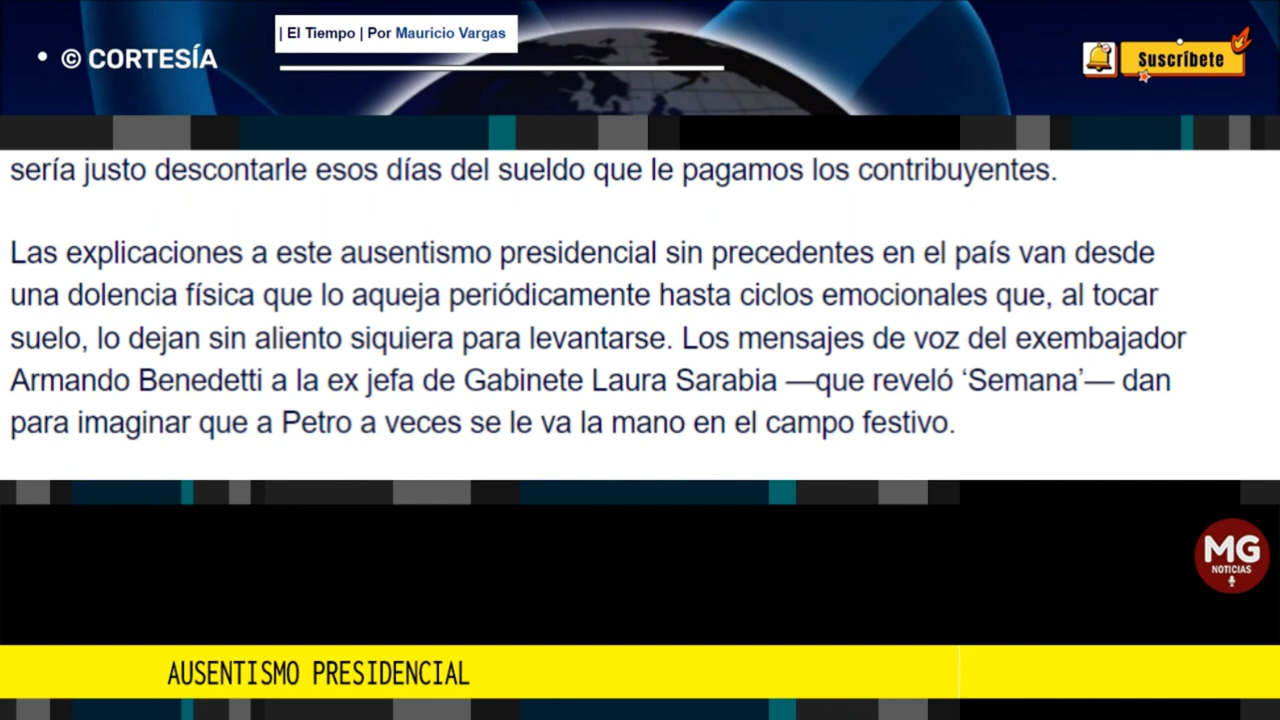 | El Tiempo | Por Mauricio Vargas
• © CORTESÍA
Suscríbete
sería justo descontarle esos días del sueldo que le pagamos los contribuyentes.
Las explicaciones a este ausentismo presidencial sin precedentes en el país van desde
una dolencia física que lo aqueja periódicamente hasta ciclos emocionales que, al tocar
suelo, lo dejan sin aliento siquiera para levantarse. Los mensajes de voz del exembajador
Armando Benedetti a la ex jefa de Gabinete Laura Sarabia —que reveló ‘Semana’— dan
para imaginar que a Petro a veces se le va la mano en el campo festivo.
MG
NOTICIAS
AUSENTISMO PRESIDENCIAL